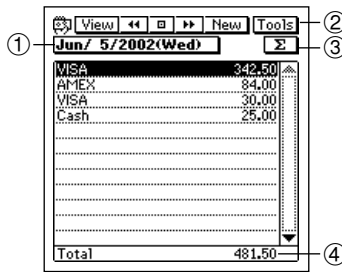 View New Tools ②
① Jun/ 5/2002(Wed) Σ ③
VISA 342.50
AMEX 84.00
VISA 30.00
Cash 25.00
Total 481.50 ④